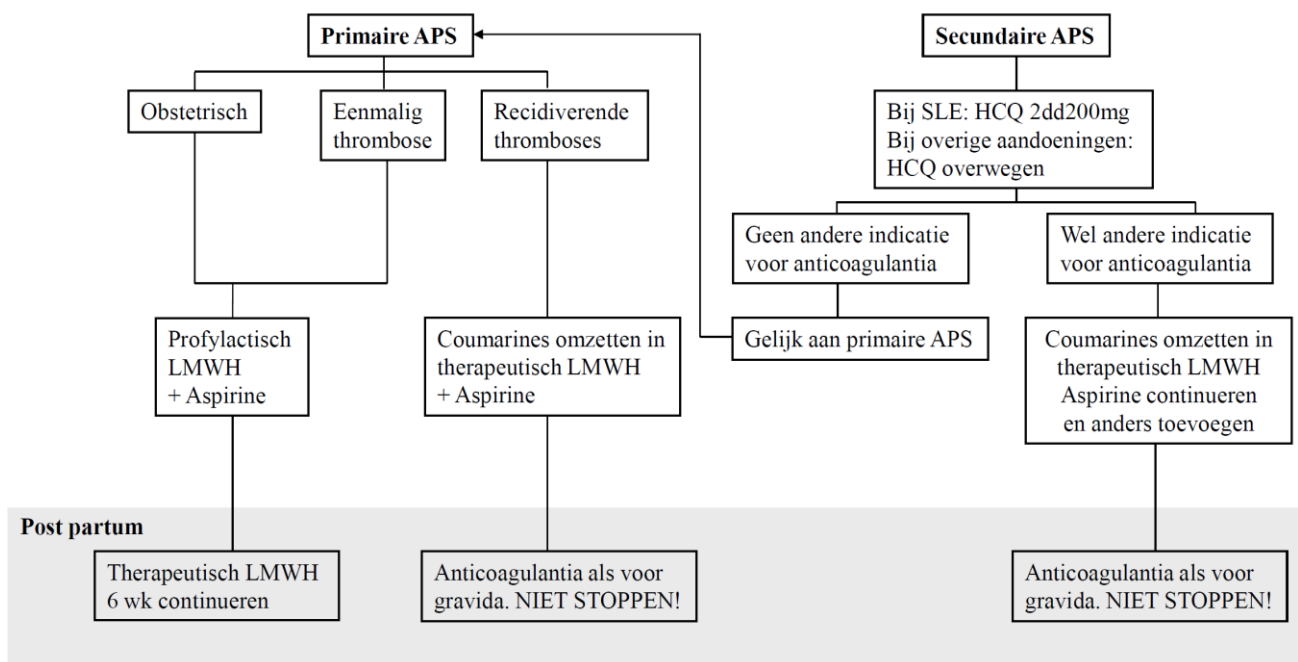 Primaire APS
Secundaire APS
Obstetrisch
Eenmalig
thrombose
Recidiverende
thromboses
Bij SLE: HCQ 2dd200mg
Bij overige aandoeningen:
HCQ overwegen
Geen andere indicatie
voor anticoagulantia
Wel andere indicatie
voor anticoagulantia
Profylactisch
LMWH
+ Aspirine
Coumarines omzetten in
therapeutisch LMWH
+ Aspirine
Gelijk aan primaire APS
Coumarines omzetten in
therapeutisch LMWH
Aspirine continueren
en anders toevoegen
Post partum
Therapeutisch LMWH
6 wk continueren
Anticoagulantia als voor
gravida. NIET STOPPEN!
Anticoagulantia als voor
gravida. NIET STOPPEN!